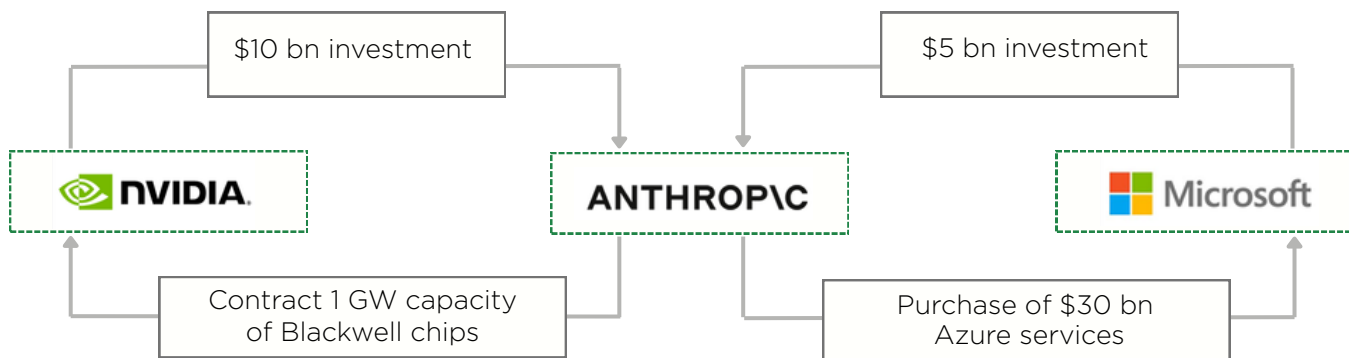 $10 bn investment
$5 bn investment
NVIDIA.
ANTHROP\C
Microsoft
Contract 1 GW capacity
of Blackwell chips
Purchase of $30 bn
Azure services